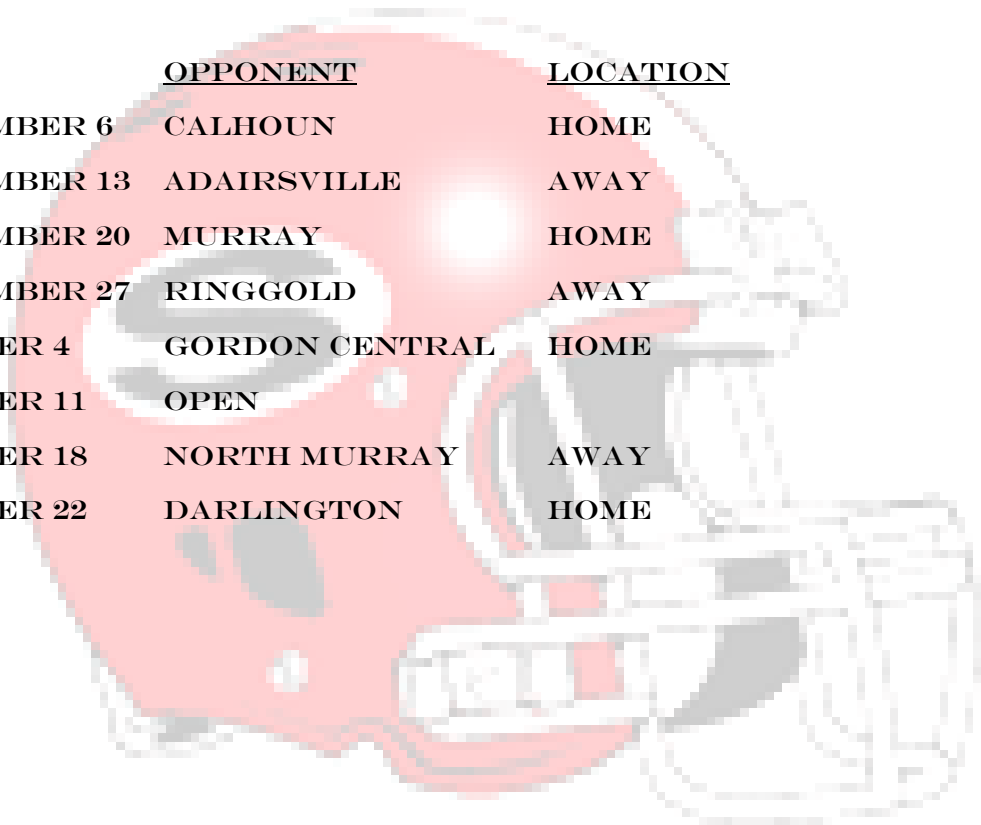 OPPONENT LOCATION
MBER 6 CALHOUN HOME
MBER 13 ADAIRSVILLE AWAY
MBER 20 MURRAY HOME
MBER 27 RINGGOLD AWAY
ER 4 GORDON CENTRAL HOME
ER 11 OPEN
ER 18 NORTH MURRAY AWAY
ER 22 DARLINGTON HOME
S